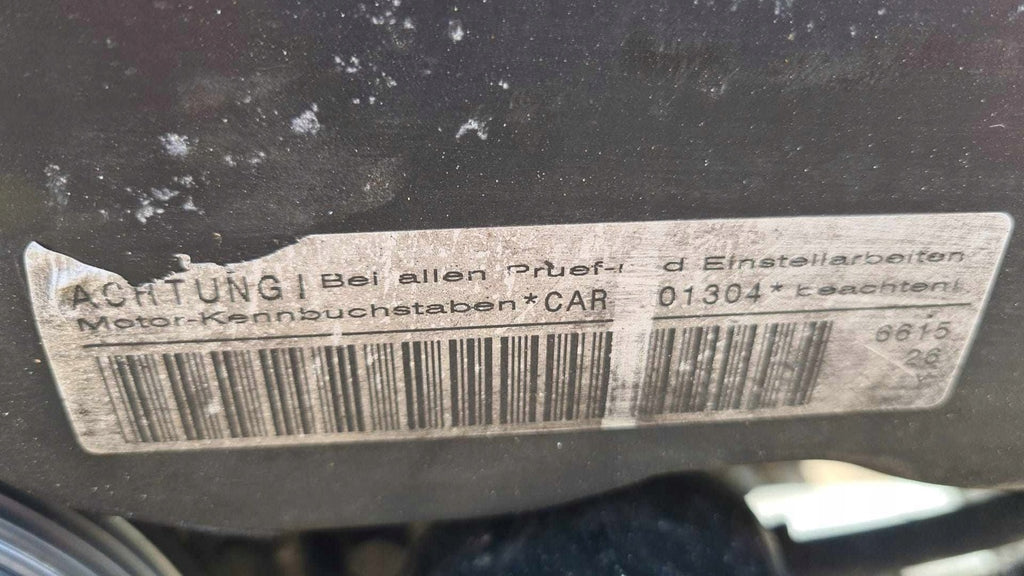 ACHTUNG! Bei allen Pruef- d Einstellarbeiten
Motor-Kennbuchstaben*CAR 01304* beachten!
6615
26